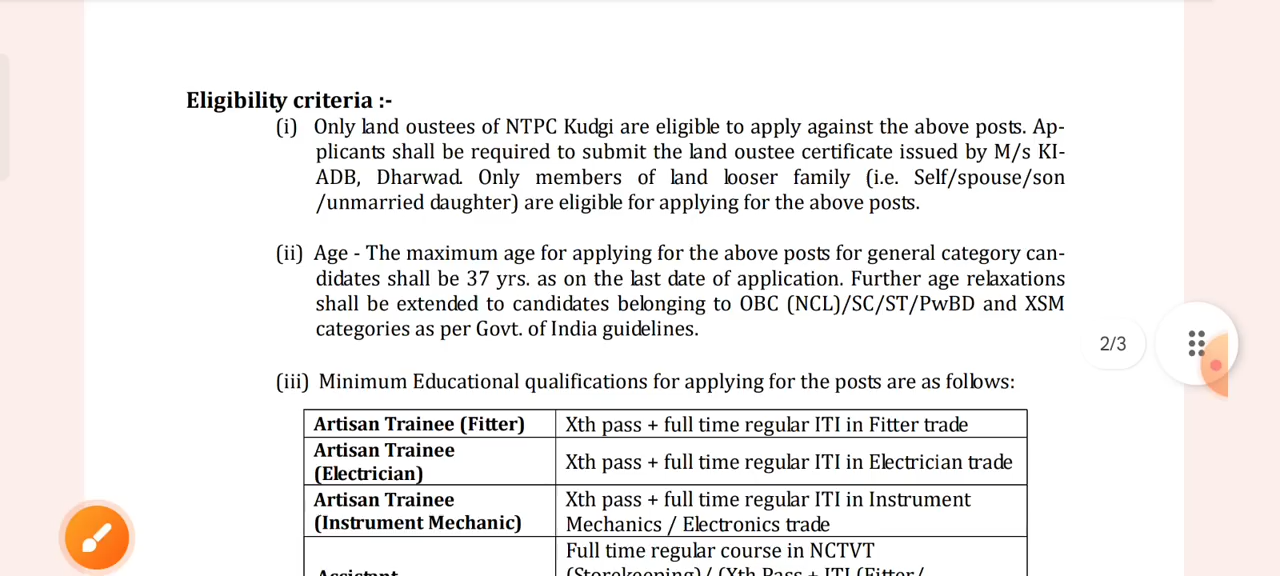 Eligibility criteria :-
(i) Only land oustees of NTPC Kudgi are eligible to apply against the above posts. Ap-
plicants shall be required to submit the land oustee certificate issued by M/s KI-
ADB, Dharwad. Only members of land looser family (i.e. Self/spouse/son
/unmarried daughter) are eligible for applying for the above posts.
(ii) Age - The maximum age for applying for the above posts for general category can-
didates shall be 37 yrs. as on the last date of application. Further age relaxations
shall be extended to candidates belonging to OBC (NCL)/SC/ST/PwBD and XSM
categories as per Govt. of India guidelines.
2/3
(iii) Minimum Educational qualifications for applying for the posts are as follows:
Artisan Trainee (Fitter) Xth pass + full time regular ITI in Fitter trade
Artisan Trainee
(Electrician) Xth pass + full time regular ITI in Electrician trade
Artisan Trainee Xth pass + full time regular ITI in Instrument
(Instrument Mechanic) Mechanics / Electronics trade
Full time regular course in NCTVT
Assistant (Storekeeping)/ (Xth Pass + ITI (Fitter/